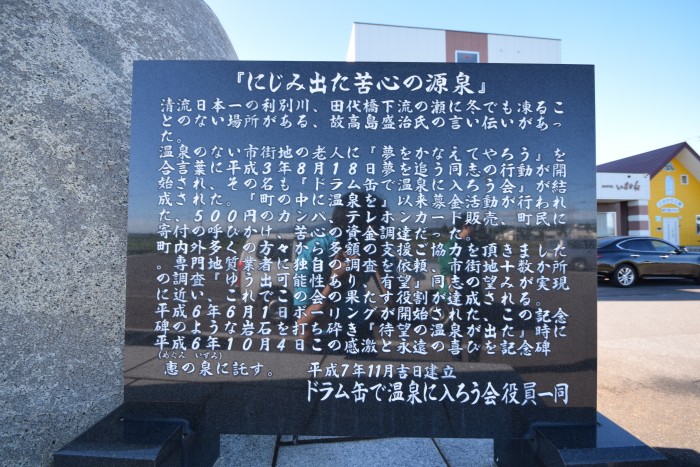 『にじみ出た苦心の源泉』
清流日本一の利別川、田代橋下流の瀬に冬でも凍るこ
とのない場所がある、故高島盛治氏の言い伝いがあっ
た。
温泉のない市街地の老人に『夢をかなえてやろう』を
合言葉に平成3年8月18日夢を追う同志の行動が開
始され、その名も『ドラム缶で温泉に入ろう会』が結
成された。『町の中に温泉を、以来募金活動が行われ
た、500円のカンパ、テレホンカード販売、町民に
寄付の呼びかけ、苦心の資金調達だった。
町内外多くの方々から多額の支援ご協力を頂きました
。専門地質業者に独自の調査を依頼、市街地十数か所
の調査『ゆう出可能性あり、有望』同志の望みが実現
に近い、これでこの会の果たす役割が達成される。
平成6年6月1日ボーリングが開始された、この記念
碑のような岩石を打ち砕き『待望の温泉が出た』時に
平成6年10月4日この感激と永遠の喜びを記念碑
(めぐみ いずみ)
恵の泉に託す。 平成7年11月吉日建立
ドラム缶で温泉に入ろう会役員一同